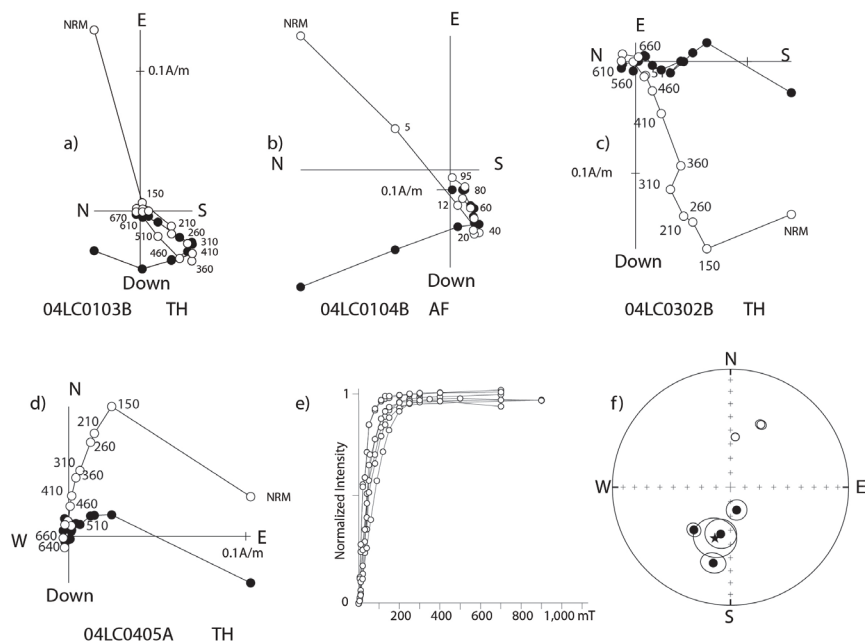 E
NRM
0.1A/m
a)
150
N
S
670
610
210
260
310
510
410
460
360
Down
04LC0103B TH
E
NRM
5
b)
N
S
95
0.1A/m
80
12
60
20
40
Down
04LC0104B AF
E
660
N
S
610
560
51
460
c)
410
0.1A/m
360
310
260
210
NRM
150
Down
04LC0302B TH
d)
N
150
210
260
310
360
410
460
NRM
510
W
660
E
640
0.1A/m
Down
04LC0405A TH
e)
1
Normalized Intensity
0
200 400 600 800 1,000 mT
f)
N
W
E
S